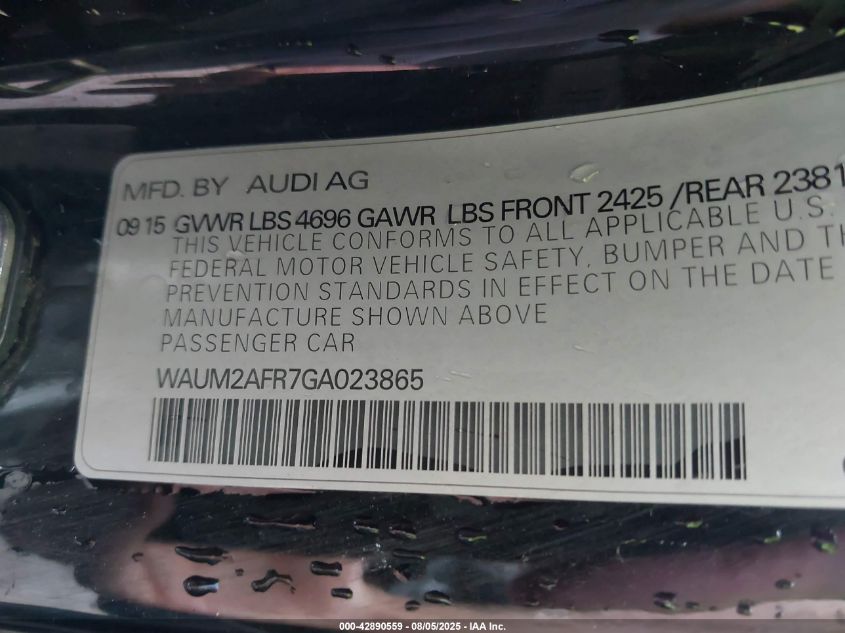 MFD. BY AUDI AG
09 15 GVWR LBS 4696 GAWR LBS FRONT 2425 /REAR 2381
THIS VEHICLE CONFORMS TO ALL APPLICABLE U.S.
FEDERAL MOTOR VEHICLE SAFETY, BUMPER AND TH
PREVENTION STANDARDS IN EFFECT ON THE DATE
MANUFACTURE SHOWN ABOVE
PASSENGER CAR
WAUM2AFR7GA023865
000-42890559 - 08/05/2025 - IAA Inc.